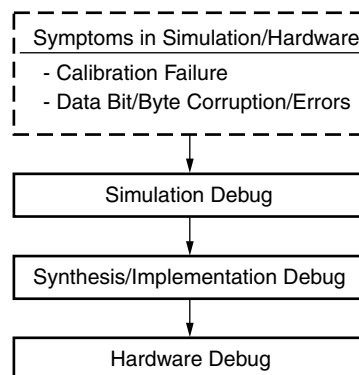 Symptoms in Simulation/Hardware
- Calibration Failure
- Data Bit/Byte Corruption/Errors
Simulation Debug
Synthesis/Implementation Debug
Hardware Debug